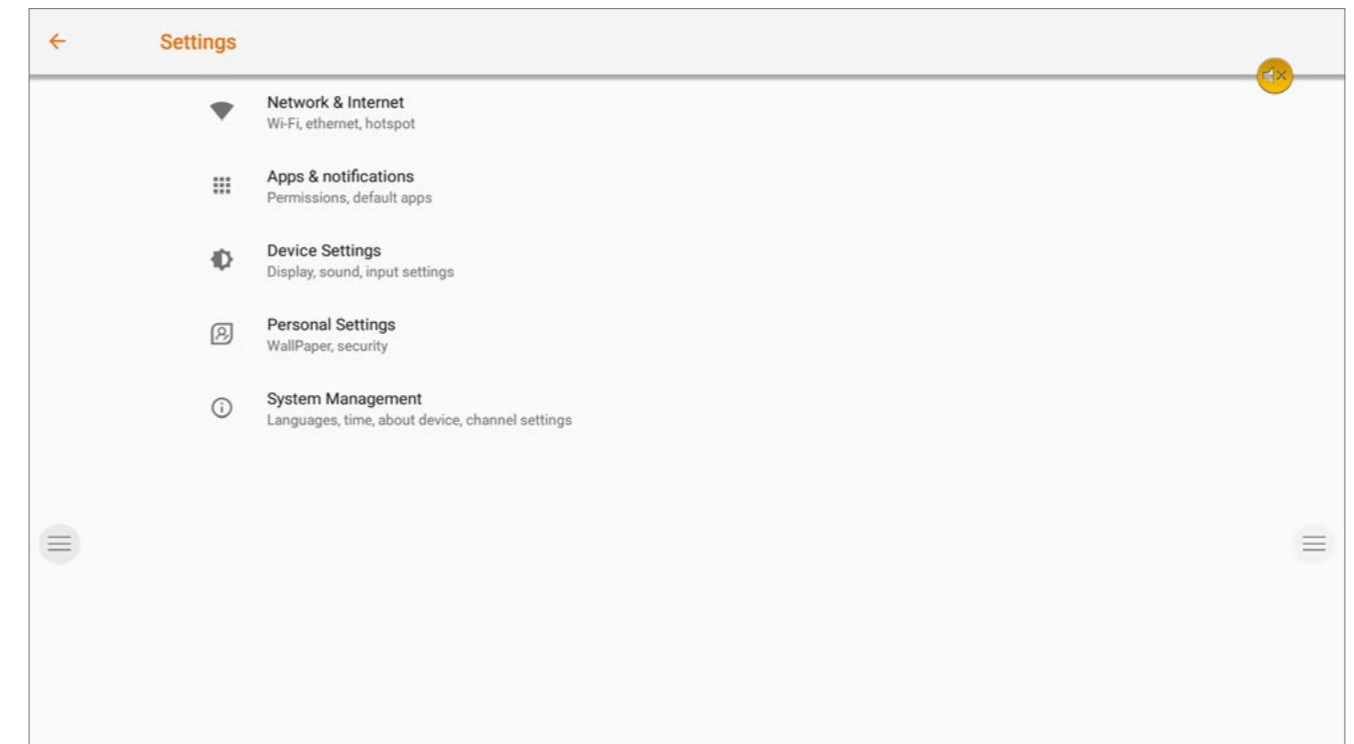 Settings
Network & Internet
Wi-Fi, ethernet, hotspot
Apps & notifications
Permissions, default apps
Device Settings
Display, sound, input settings
Personal Settings
WallPaper, security
System Management
Languages, time, about device, channel settings